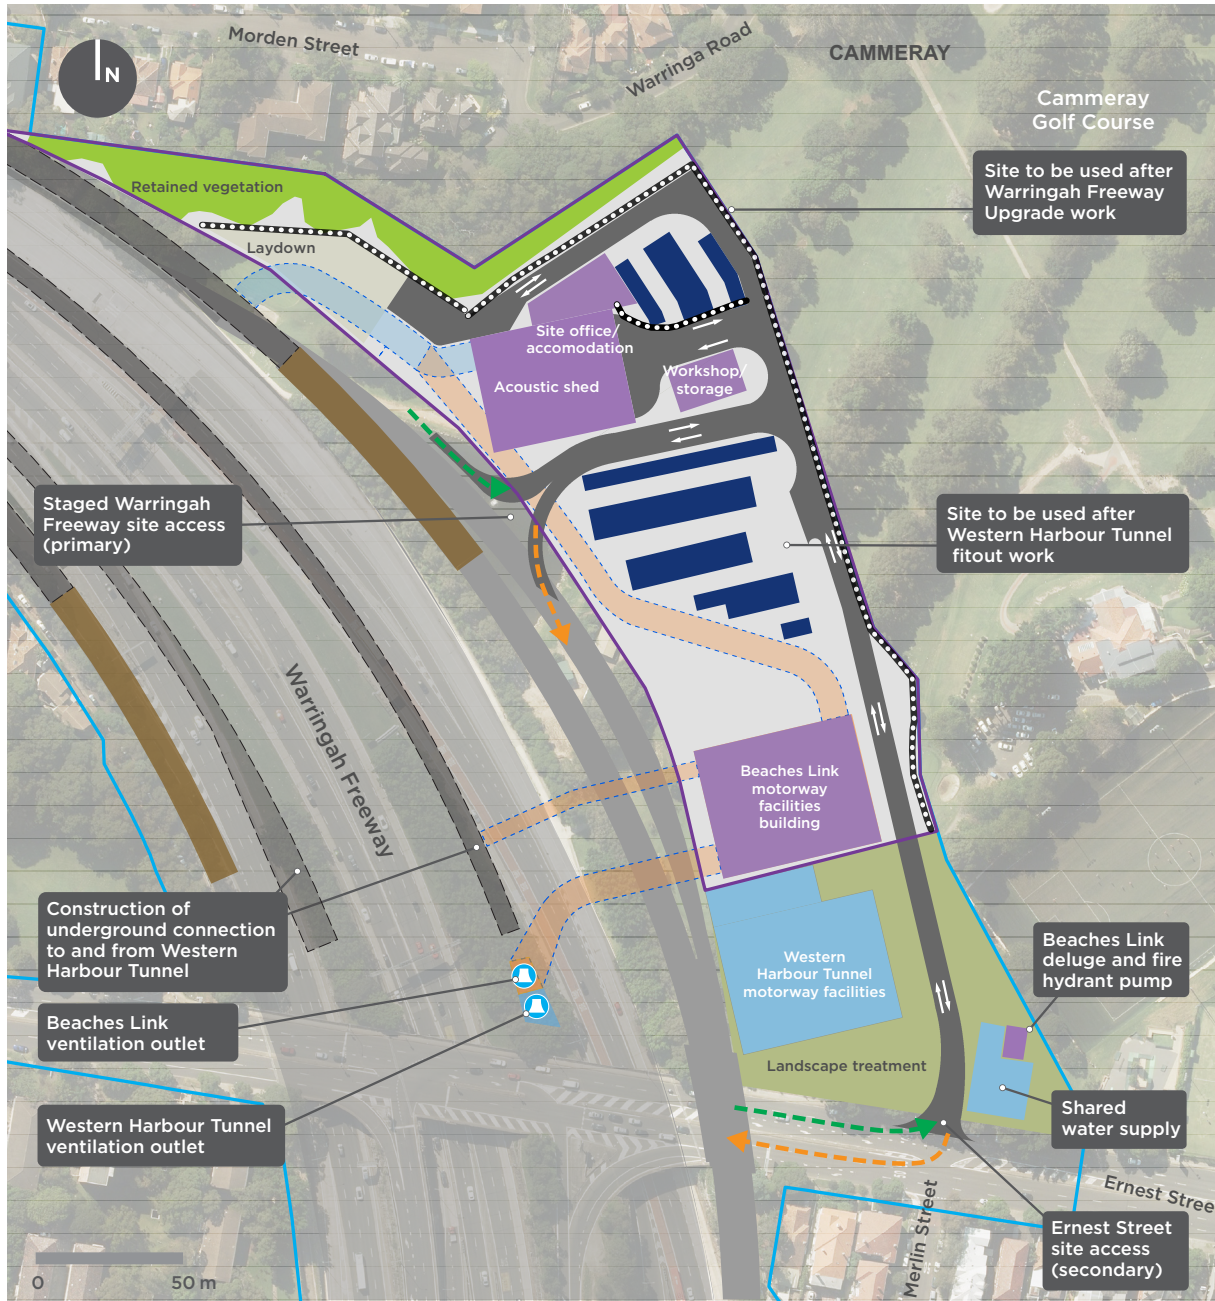 Morden Street
Warringa Road
CAMMERAY
N
Cammeray
Golf Course
Site to be used after
Warringah Freeway
Upgrade work
Retained vegetation
Laydown
Site office/
accomodation
Acoustic shed
Workshop/
storage
Staged Warringah
Freeway site access
(primary)
Site to be used after
Western Harbour Tunnel
fitout work
Warringah Freeway
Beaches Link
motorway
facilities
building
Construction of
underground connection
to and from Western
Harbour Tunnel
Western
Harbour Tunnel
motorway facilities
Beaches Link
deluge and fire
hydrant pump
Beaches Link
ventilation outlet
Landscape treatment
Western Harbour Tunnel
ventilation outlet
Shared
water supply
Ernest Stree
Merlin Street
Ernest Street
site access
(secondary)
0
50 m